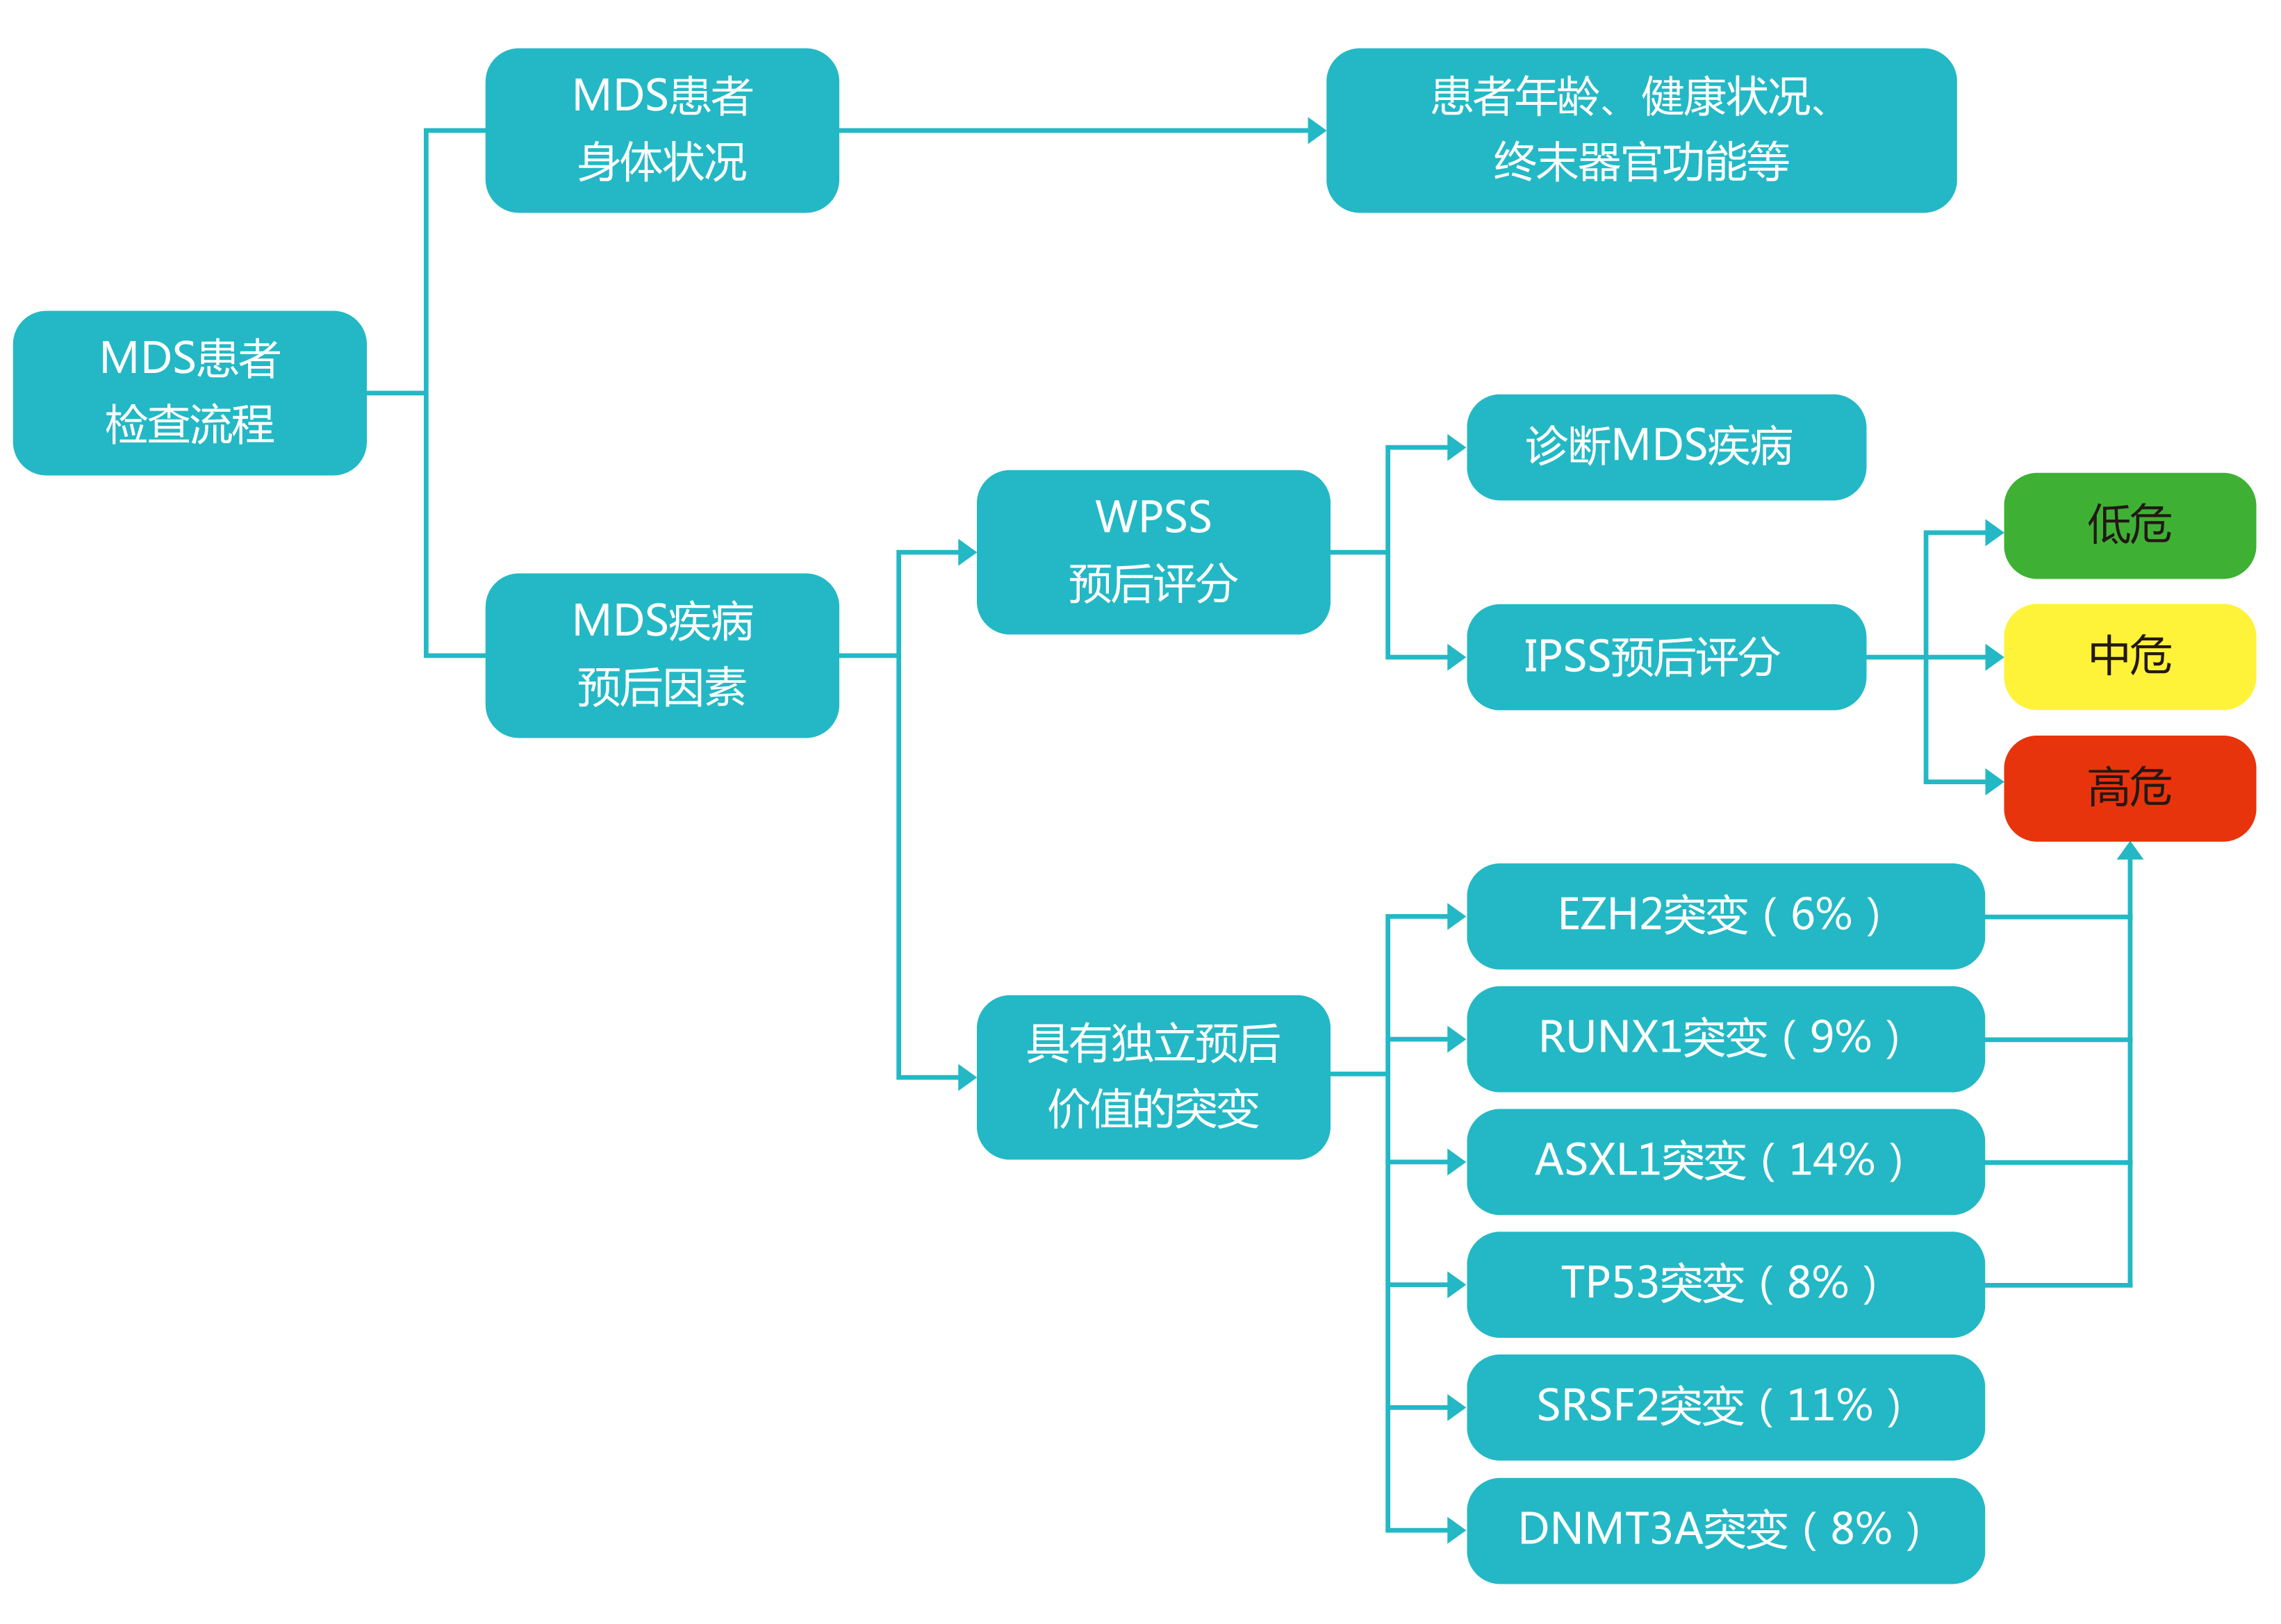 MDS患者
检查流程
MDS患者
身体状况
患者年龄、健康状况、
终末器官功能等
MDS疾病
预后因素
WPSS
预后评分
诊断MDS疾病
IPSS预后评分
低危
中危
高危
具有独立预后
价值的突变
EZH2突变（6%）
RUNX1突变（9%）
ASXL1突变（14%）
TP53突变（8%）
SRSF2突变（11%）
DNMT3A突变（8%）